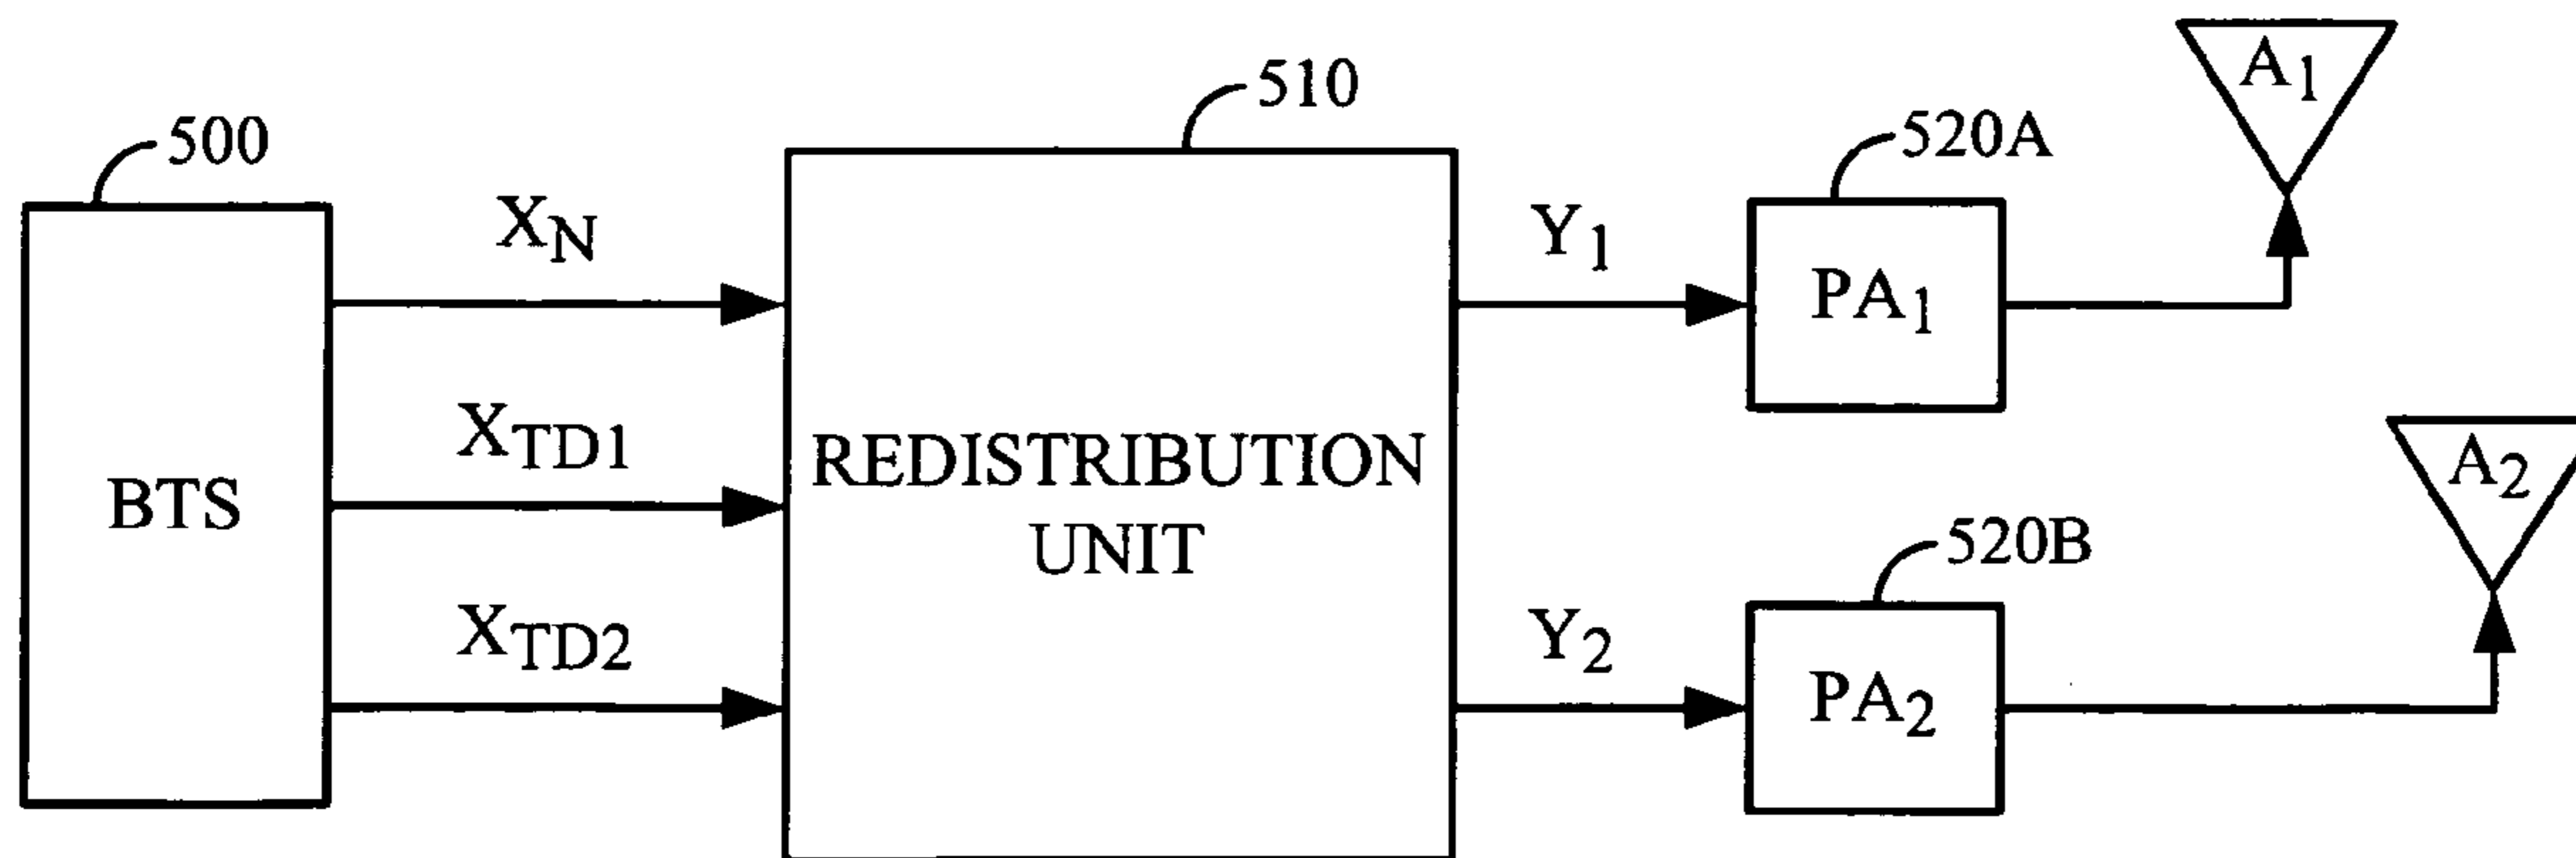 500
510
520A
A1
XN
Y1
PA1
XTD1
BTS
REDISTRIBUTION
UNIT
A2
520B
XTD2
Y2
PA2